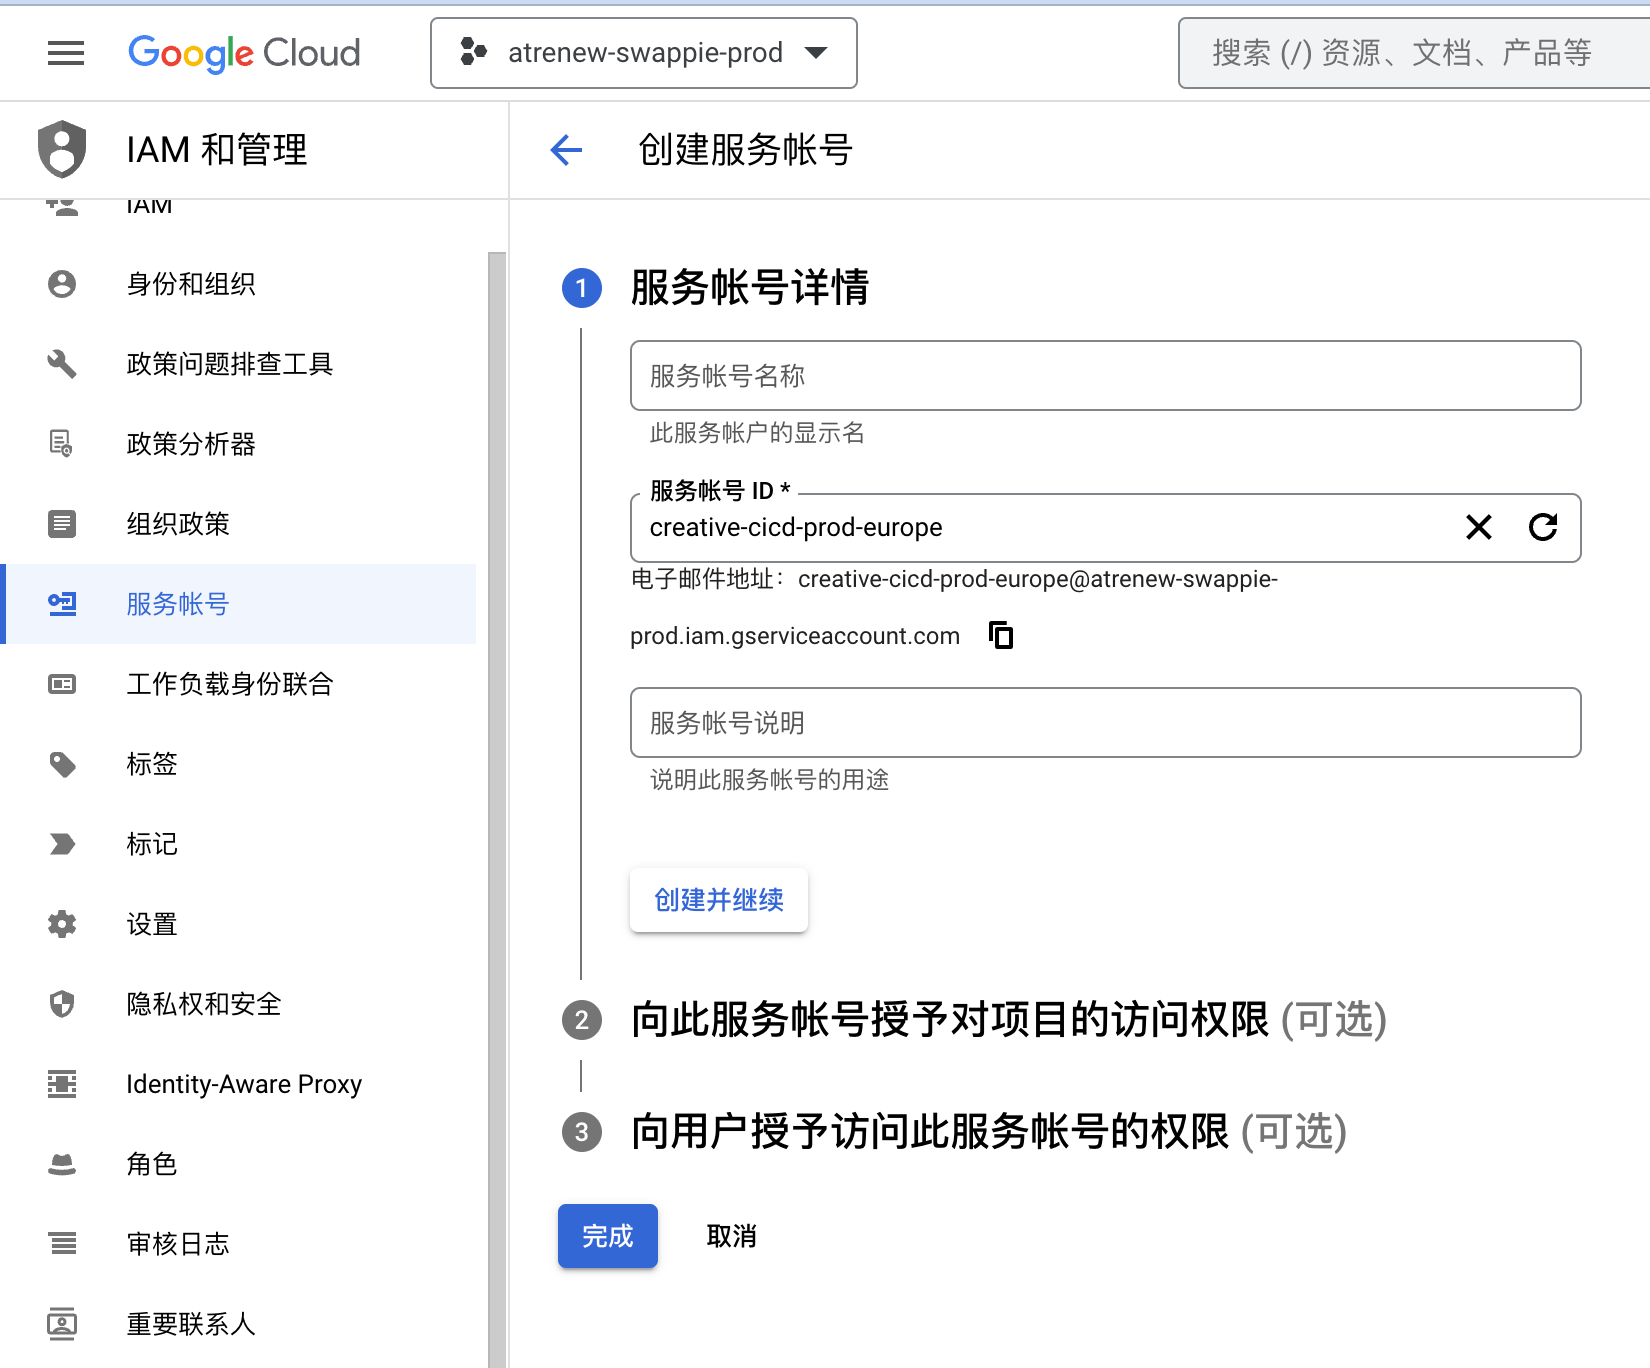 Google Cloud
atrenew-swappie-prod
搜索 (/) 资源、文档、产品等
IAM 和管理
创建服务帐号
IAM
身份和组织
政策问题排查工具
政策分析器
组织政策
服务帐号
工作负载身份联合
标签
标记
设置
隐私权和安全
Identity-Aware Proxy
角色
审核日志
重要联系人
1 服务帐号详情
服务帐号名称
此服务帐户的显示名
服务帐号 ID *
creative-cicd-prod-europe
电子邮件地址：creative-cicd-prod-europe@atrenew-swappie-
prod.iam.gserviceaccount.com
服务帐号说明
说明此服务帐号的用途
创建并继续
2 向此服务帐号授予对项目的访问权限 (可选)
3 向用户授予访问此服务帐号的权限 (可选)
完成
取消